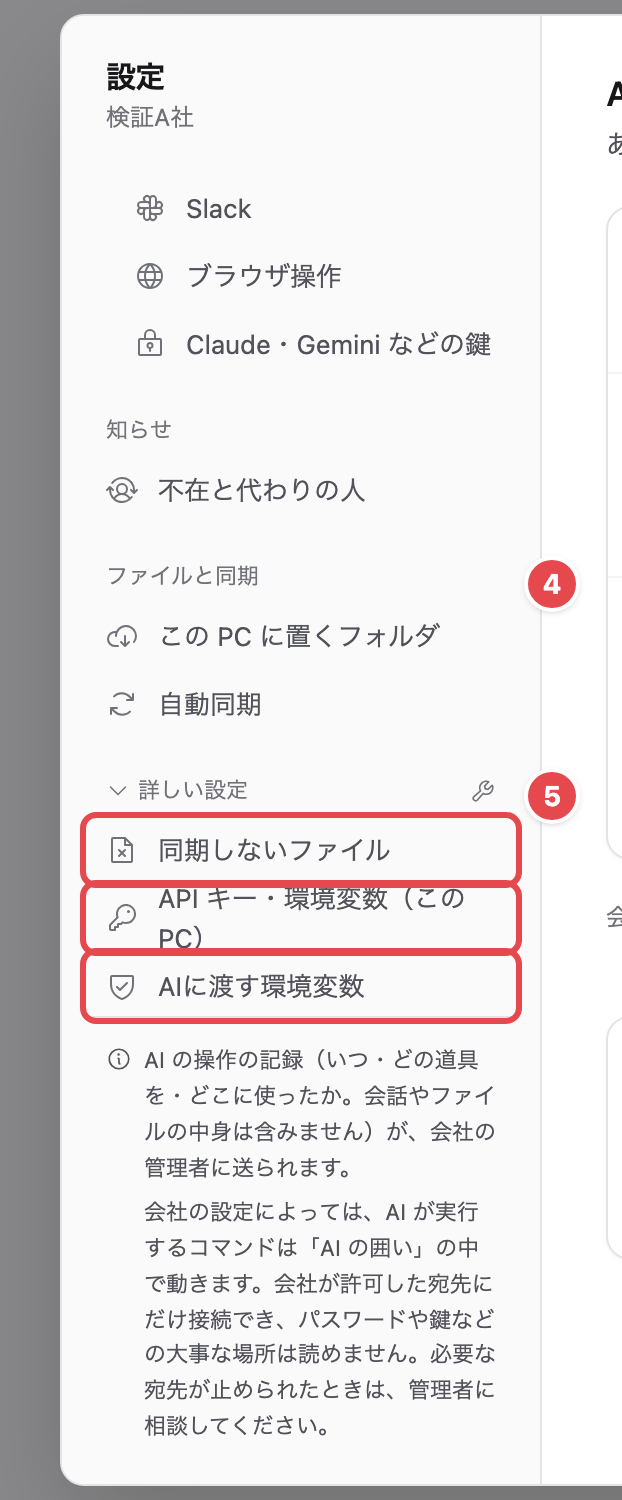 設定
検証A社
Slack
ブラウザ操作
Claude・Gemini などの鍵
知らせ
不在と代わりの人
ファイルと同期
4
この PC に置くフォルダ
自動同期
詳しい設定
5
同期しないファイル
API キー・環境変数（この
PC）
AIに渡す環境変数
AI の操作の記録（いつ・どの道具
を・どこに使ったか。会話やファイ
ルの中身は含みません）が、会社の
管理者に送られます。
会社の設定によっては、AI が実行
するコマンドは「AI の囲い」の中
で動きます。会社が許可した宛先に
だけ接続でき、パスワードや鍵など
の大事な場所は読めません。必要な
宛先が止められたときは、管理者に
相談してください。